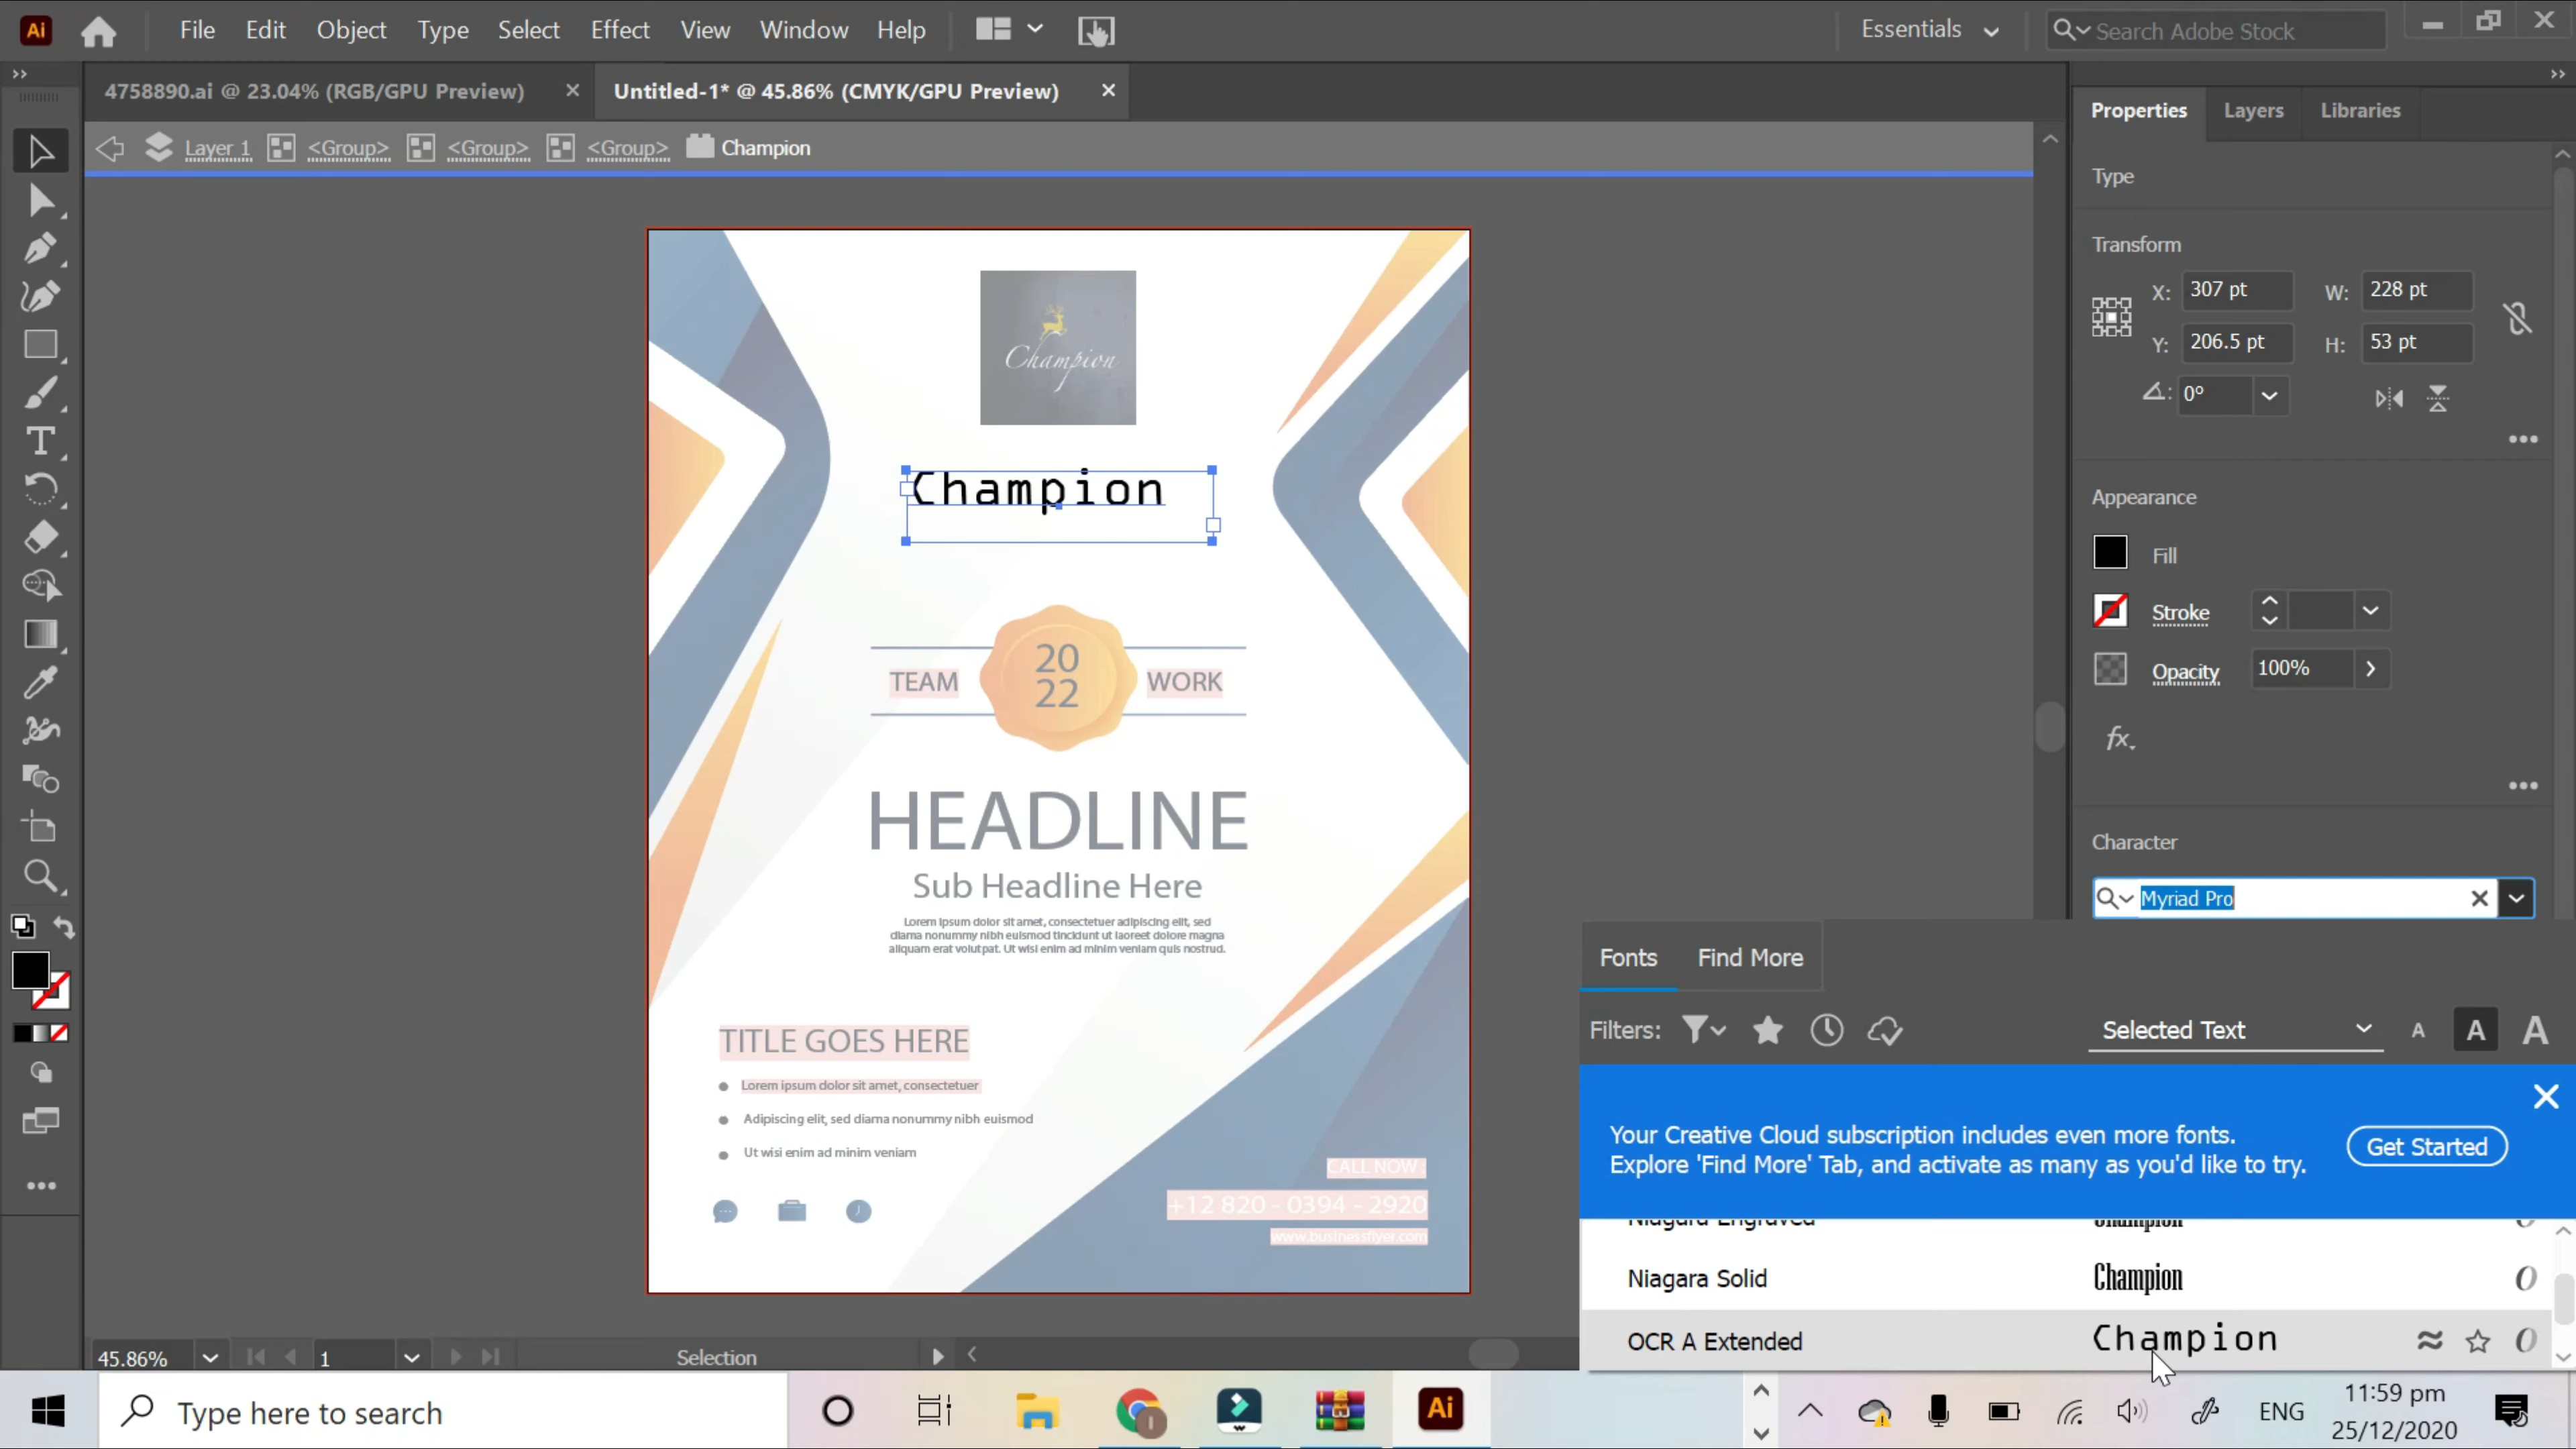 Ai File Edit Object Type Select Effect View Window Help Essentials Search Adobe Stock
4758890.ai @ 23.04% (RGB/GPU Preview) Untitled-1* @ 45.86% (CMYK/GPU Preview)
Layer 1 <Group> <Group> <Group> Champion
Properties Layers Libraries
Type
Transform
X: 307 pt W: 228 pt
Y: 206.5 pt H: 53 pt
0°
Appearance
Fill
Stroke
Opacity 100%
fx
Character
Myriad Pro
Champion
Champion
TEAM
20
22
WORK
HEADLINE
Sub Headline Here
Lorem ipsum dolor sit amet, consectetuer adipiscing elit, sed
diama nonummy nibh euismod tincidunt ut laoreet dolore magna
aliquam erat volutpat. Ut wisi enim ad minim veniam quis nostrud.
TITLE GOES HERE
Lorem ipsum dolor sit amet, consectetuer
Adipiscing elit, sed diama nonummy nibh euismod
Ut wisi enim ad minim veniam
CALL NOW :
+12 820 - 0394 - 2920
www.businessflyer.com
Fonts Find More
Filters: Selected Text A A A
Your Creative Cloud subscription includes even more fonts.
Explore 'Find More' Tab, and activate as many as you'd like to try.
Get Started
Niagara Engraved Champion
Niagara Solid Champion
OCR A Extended Champion
45.86% 1 Selection
Type here to search
Ai
ENG
11:59 pm
25/12/2020